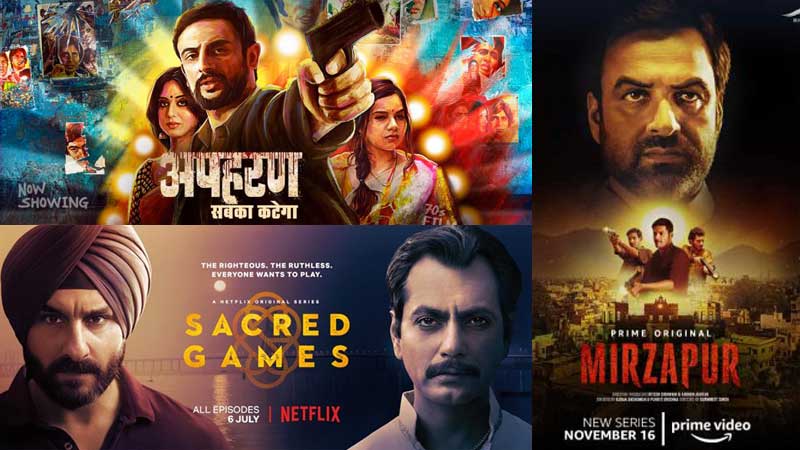 NOW
SHOWING
अपहरण
सबका कटेगा
THE RIGHTEOUS. THE RUTHLESS.
EVERYONE WANTS TO PLAY.
A NETFLIX ORIGINAL SERIES
SACRED
GAMES
ALL EPISODES
6 JULY
NETFLIX
PRIME ORIGINAL
MIRZAPUR
NEW SERIES
NOVEMBER 16
prime video